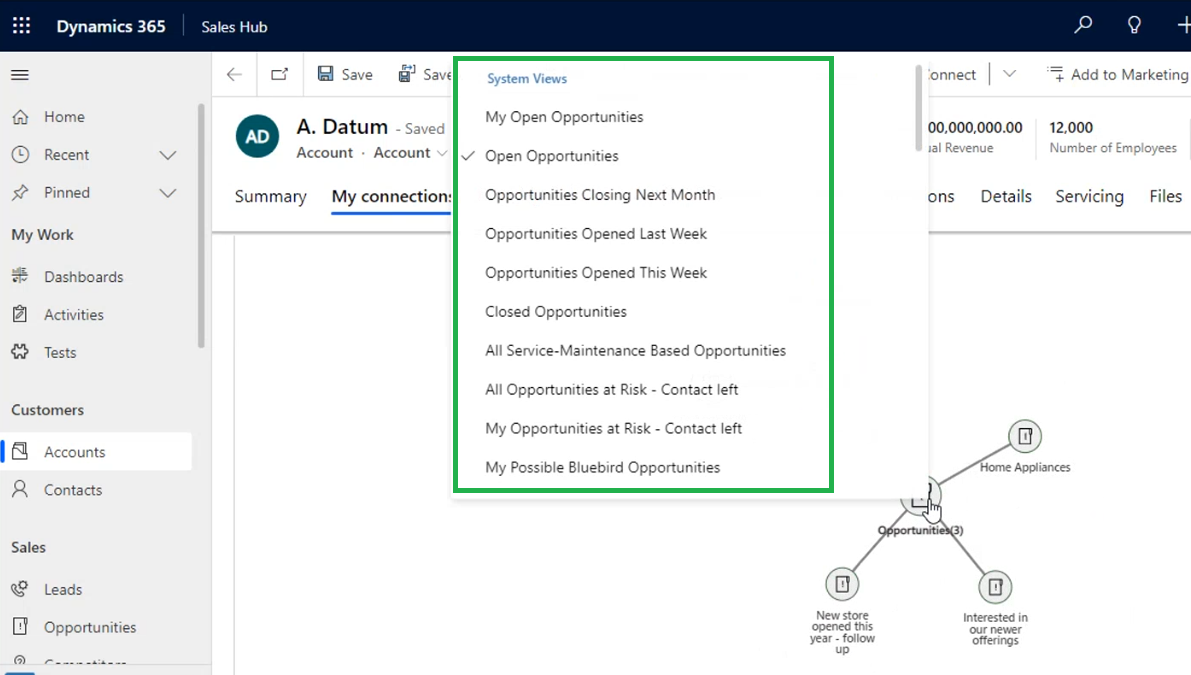 Dynamics 365
Sales Hub
Save
Save
onnect
Add to Marketing
Home
Recent
Pinned
My Work
Dashboards
Activities
Tests
Customers
Accounts
Contacts
Sales
Leads
Opportunities
AD
A. Datum - Saved
Account · Account
00,000,000.00
ual Revenue
12,000
Number of Employees
Summary
My connections
ons
Details
Servicing
Files
System Views
My Open Opportunities
Open Opportunities
Opportunities Closing Next Month
Opportunities Opened Last Week
Opportunities Opened This Week
Closed Opportunities
All Service-Maintenance Based Opportunities
All Opportunities at Risk - Contact left
My Opportunities at Risk - Contact left
My Possible Bluebird Opportunities
Home Appliances
Opportunities(3)
New store
opened this
year - follow
up
Interested in
our newer
offerings